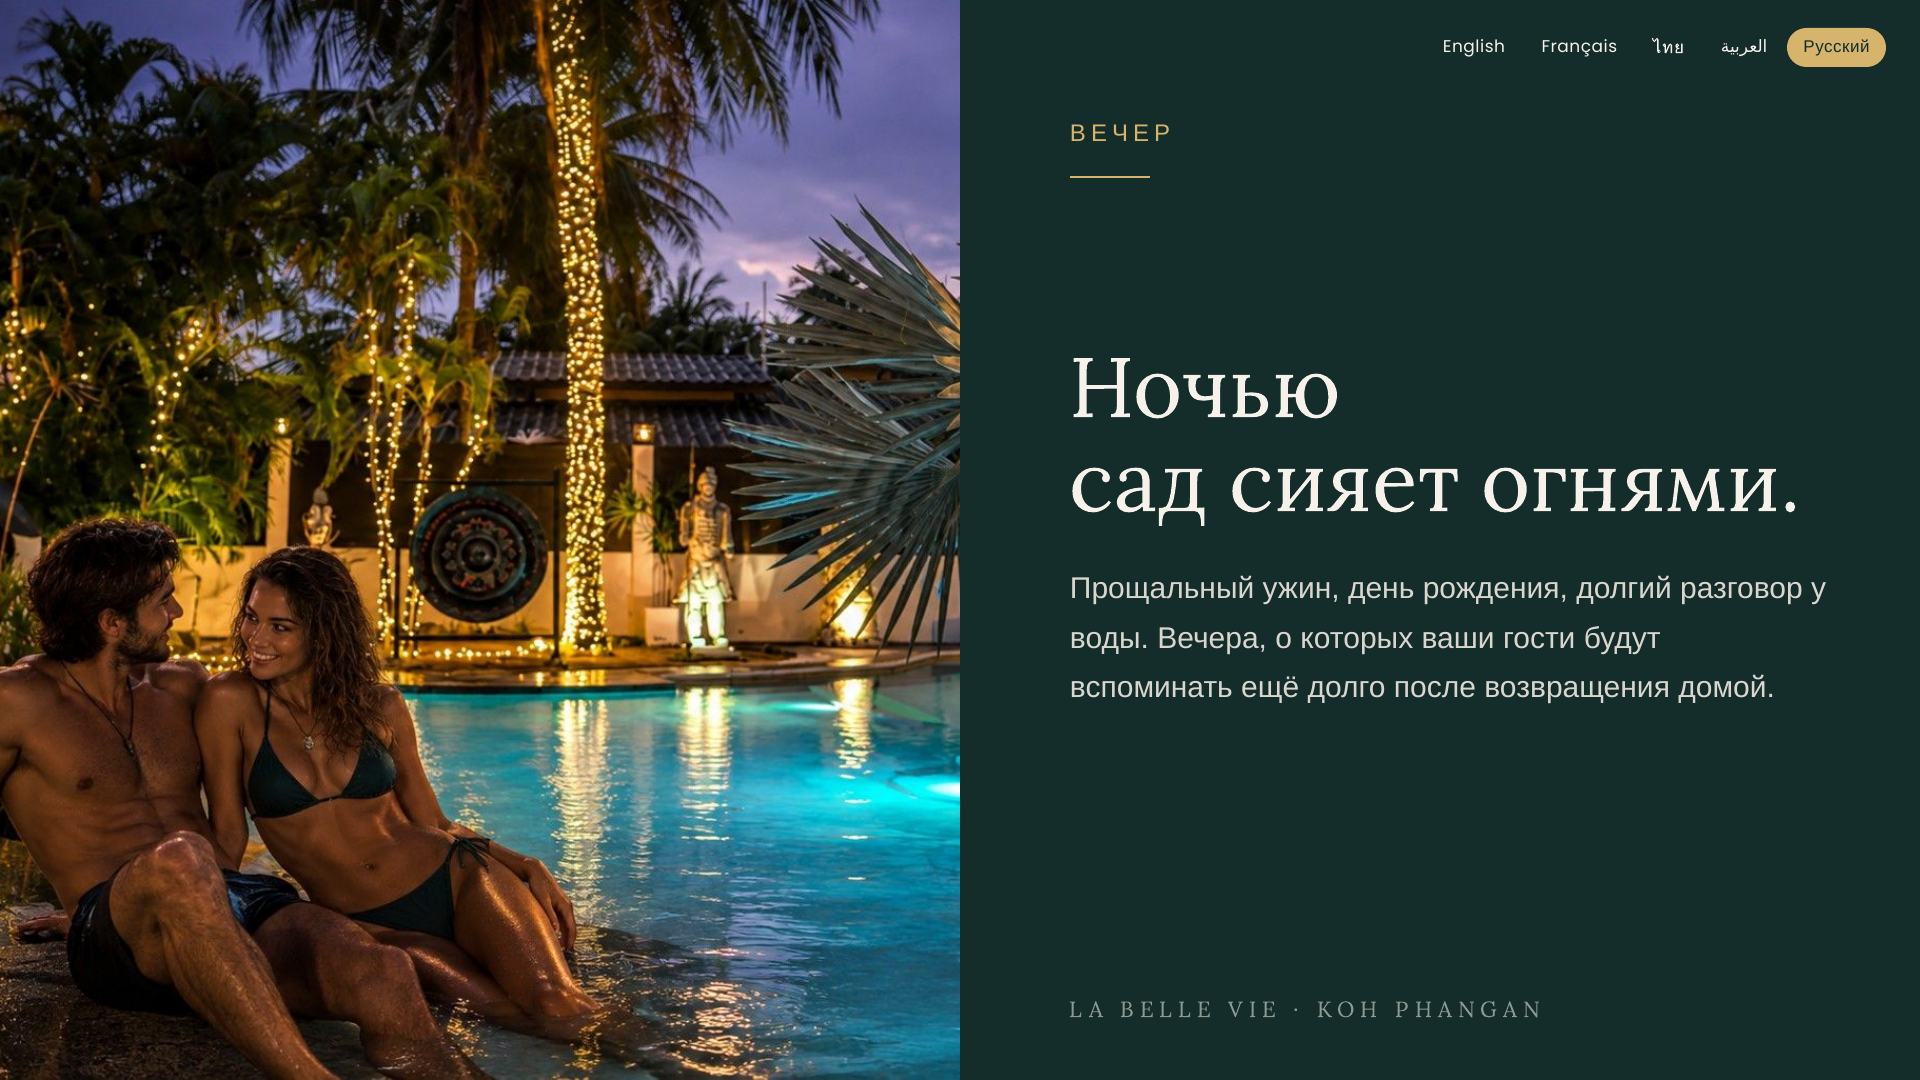 English Français ไทย العربية Русский
ВЕЧЕР
Ночью
сад сияет огнями.
Прощальный ужин, день рождения, долгий разговор у
воды. Вечера, о которых ваши гости будут
вспоминать ещё долго после возвращения домой.
LA BELLE VIE · KOH PHANGAN